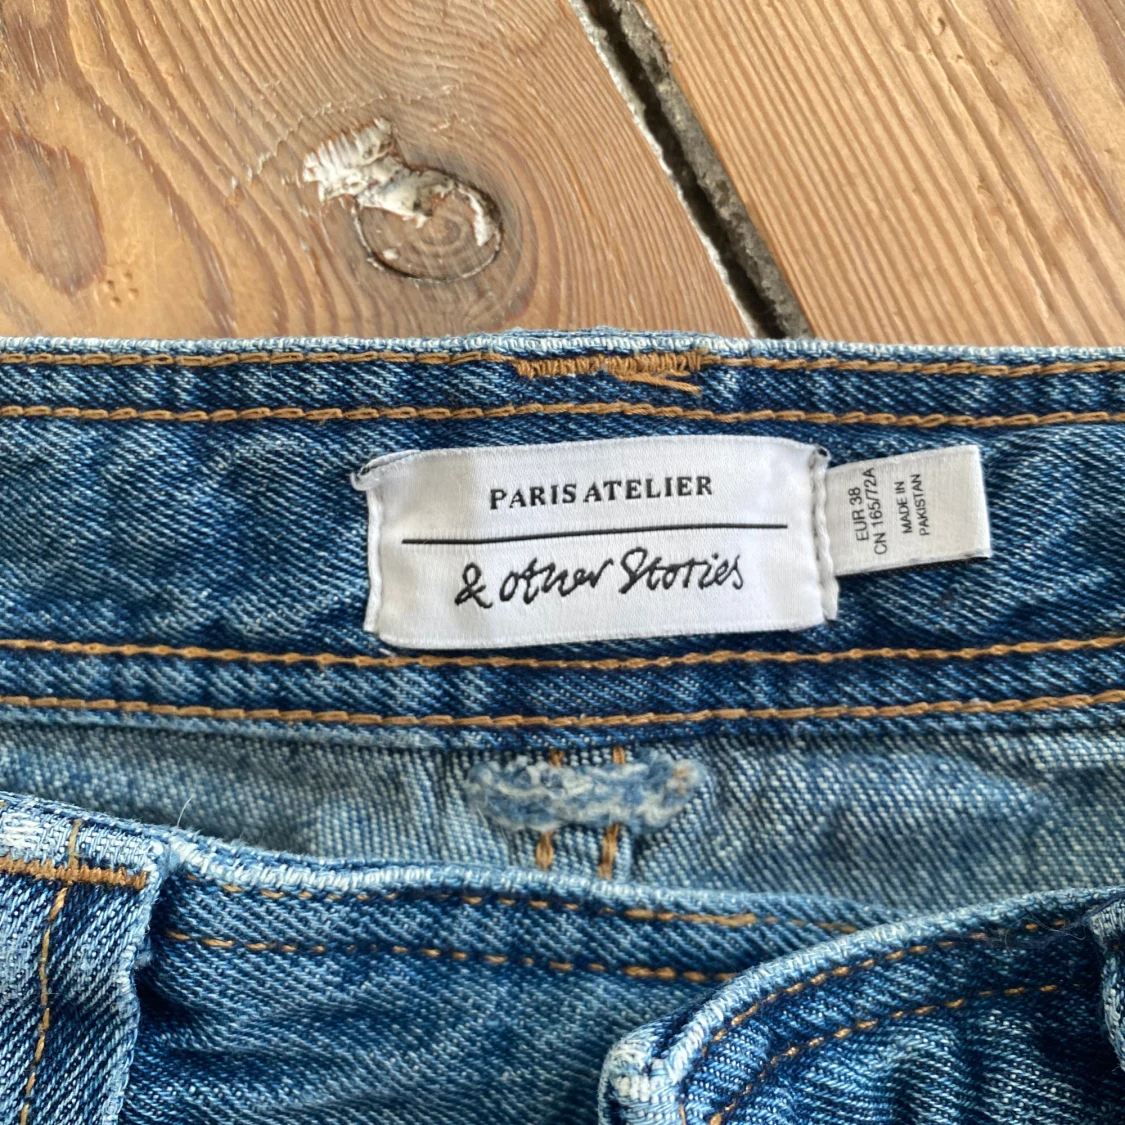 PARIS ATELIER
& other Stories
EUR 38
CN 165/72A
MADE IN
PAKISTAN